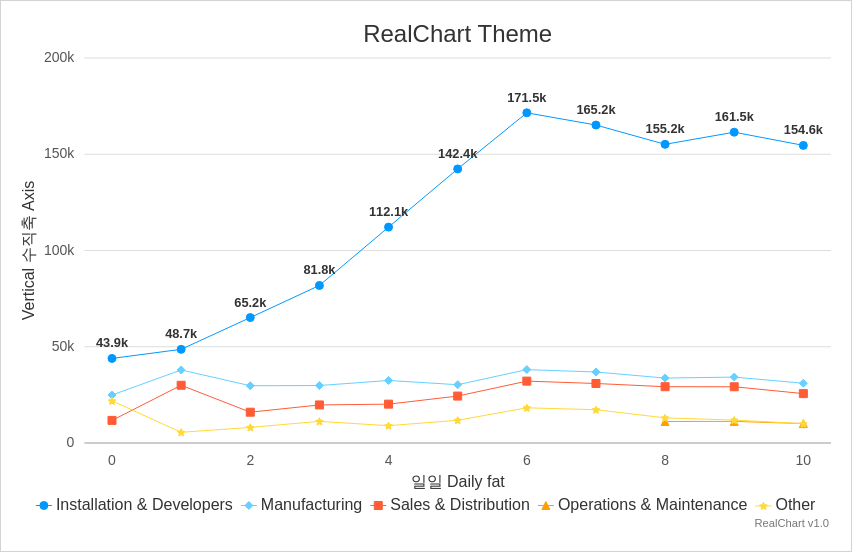 RealChart Theme
200k
150k
100k
50k
0
Vertical 수직축 Axis
43.9k
48.7k
65.2k
81.8k
112.1k
142.4k
171.5k
165.2k
155.2k
161.5k
154.6k
0 2 4 6 8 10
일일 Daily fat
Installation & Developers Manufacturing Sales & Distribution Operations & Maintenance Other
RealChart v1.0